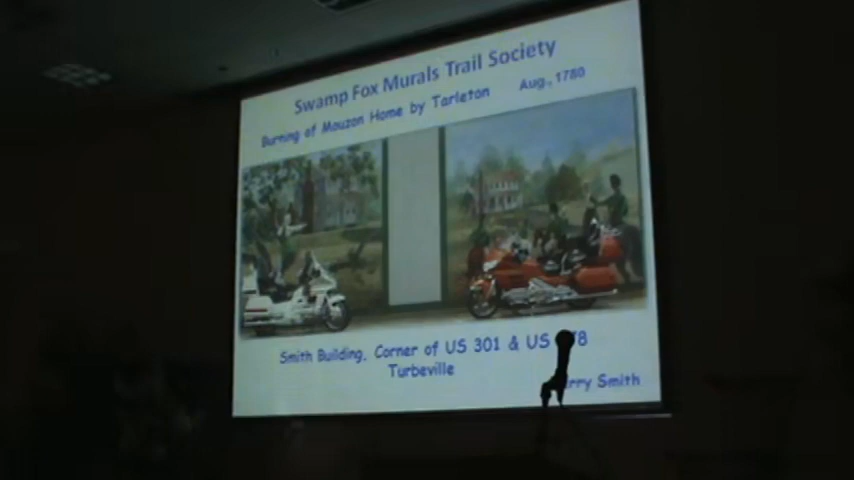 Swamp Fox Murals Trail Society
Burning of Mouzon Home by Tarleton Aug., 1780
Smith Building, Corner of US 301 & US
Turbeville
Smith